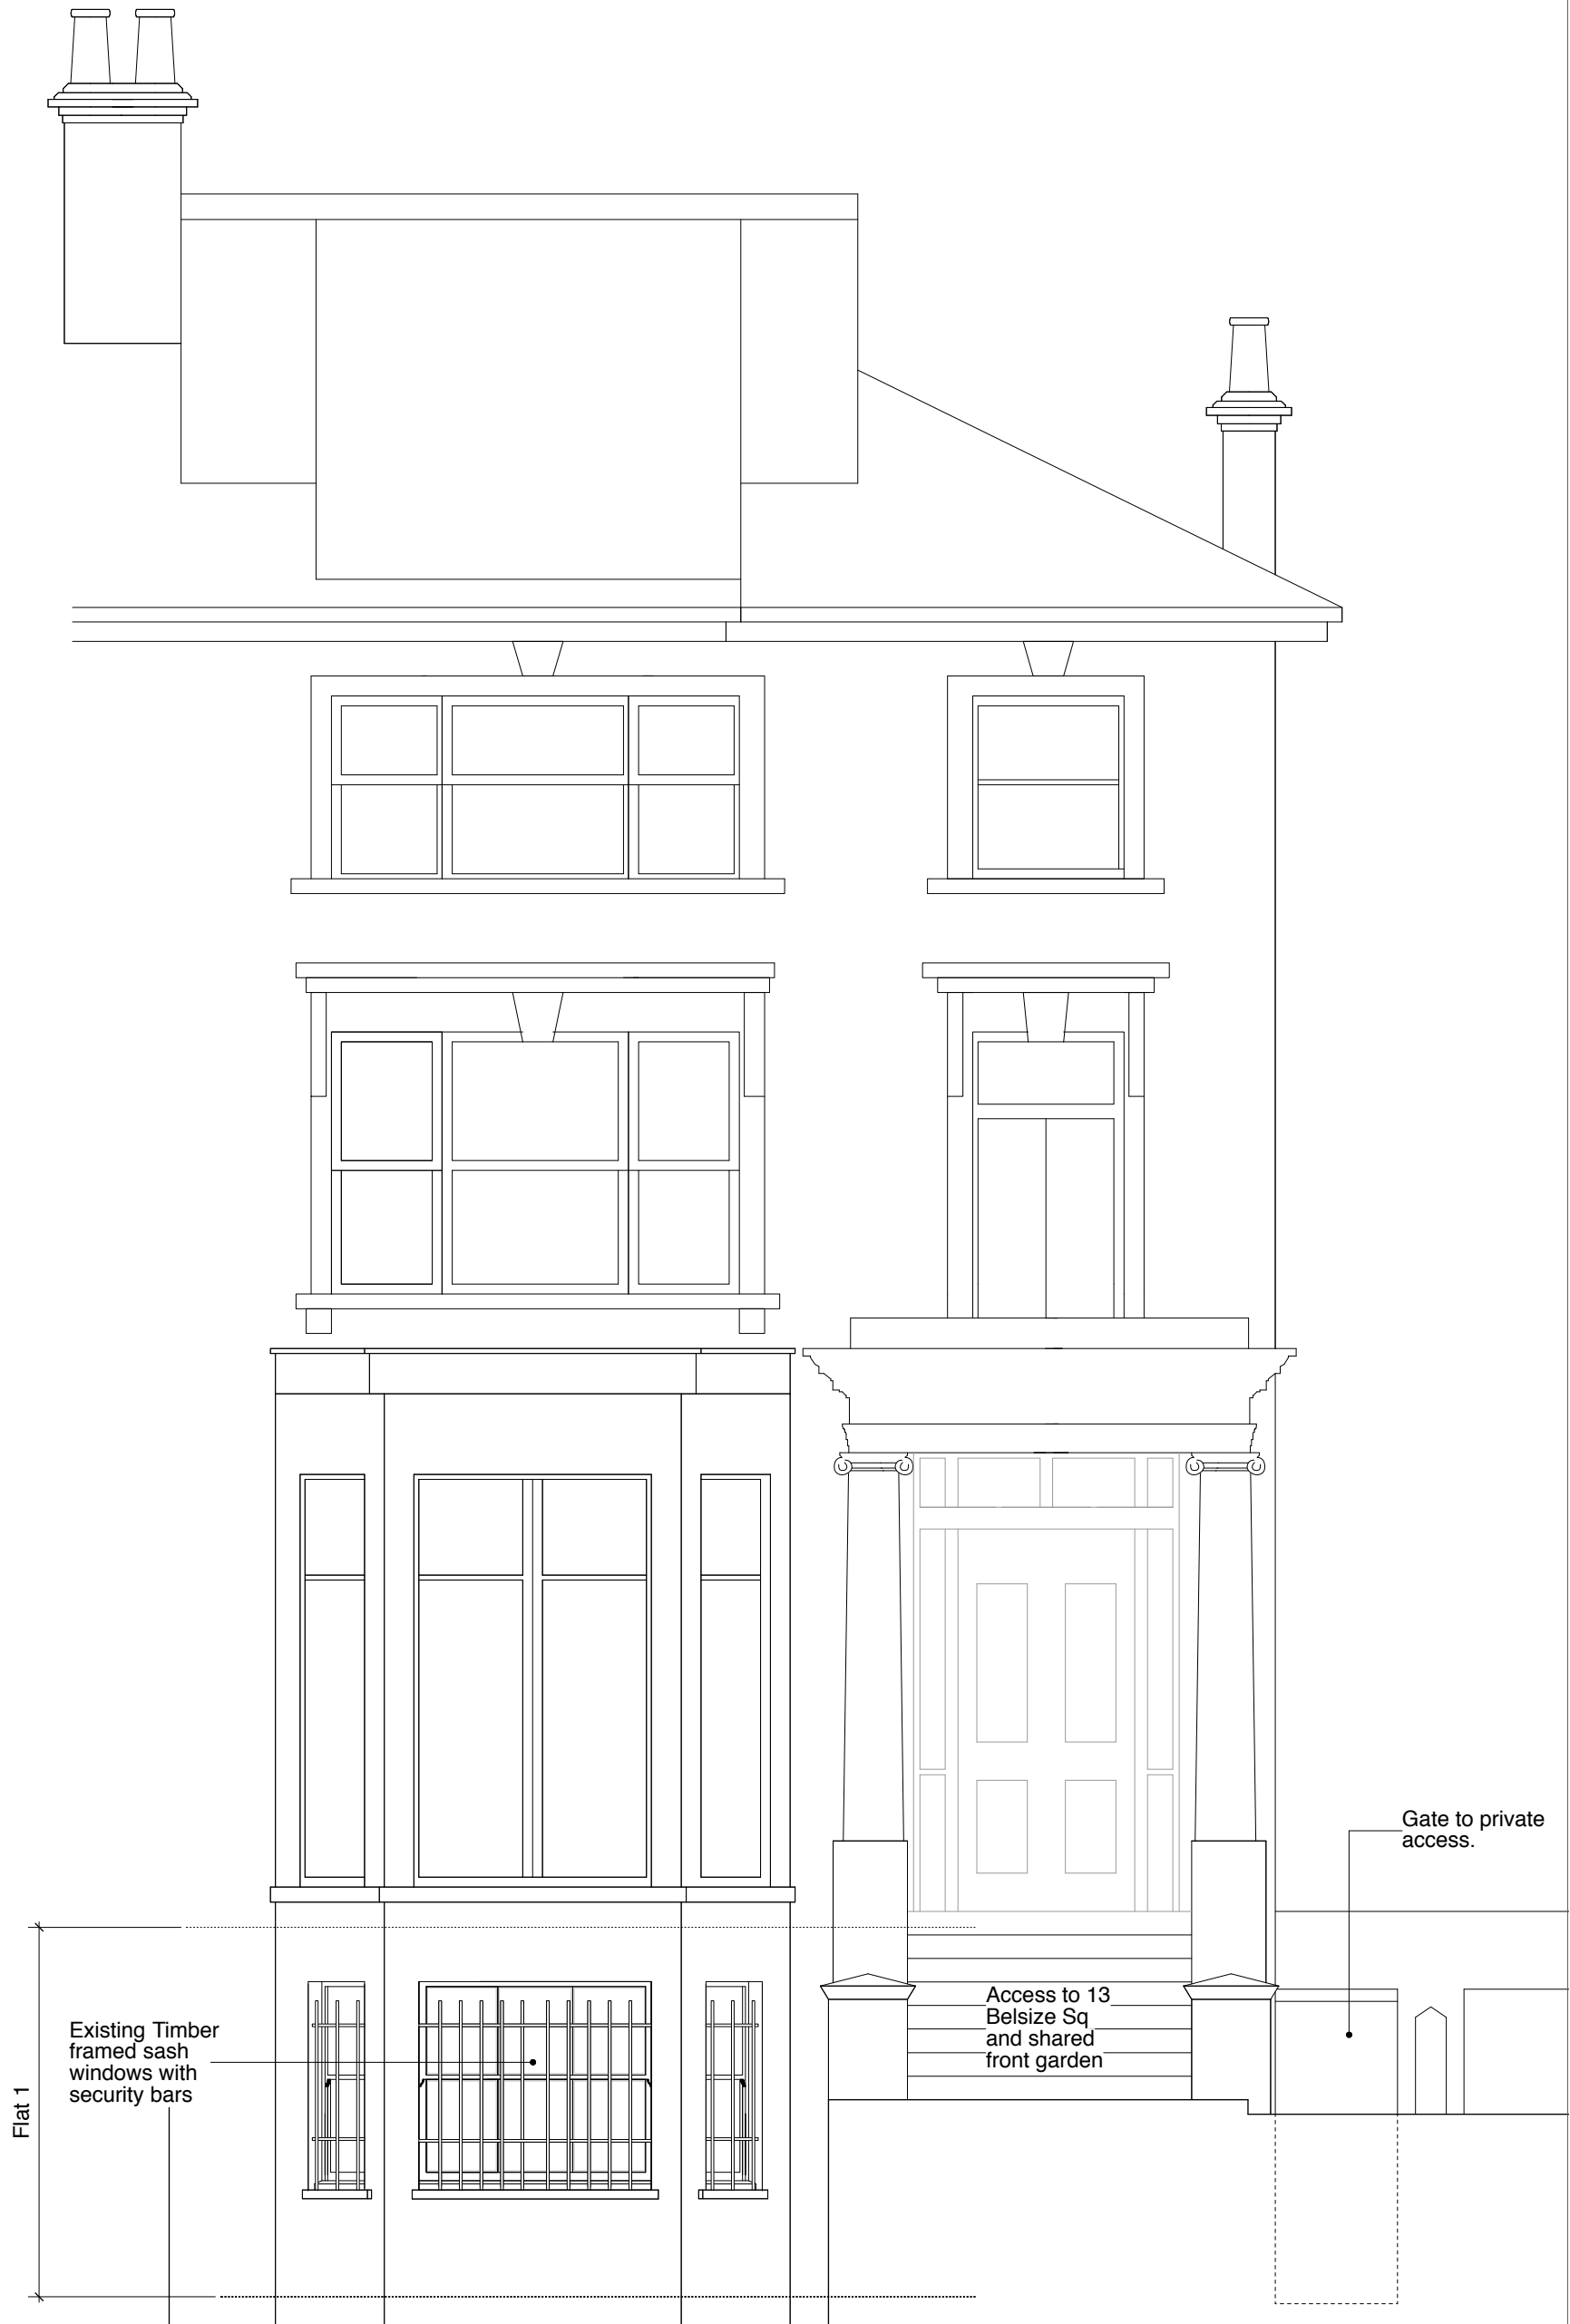 Gate to private
access.
Access to 13
Belsize Sq
and shared
front garden
Existing Timber
framed sash
windows with
security bars
Flat 1